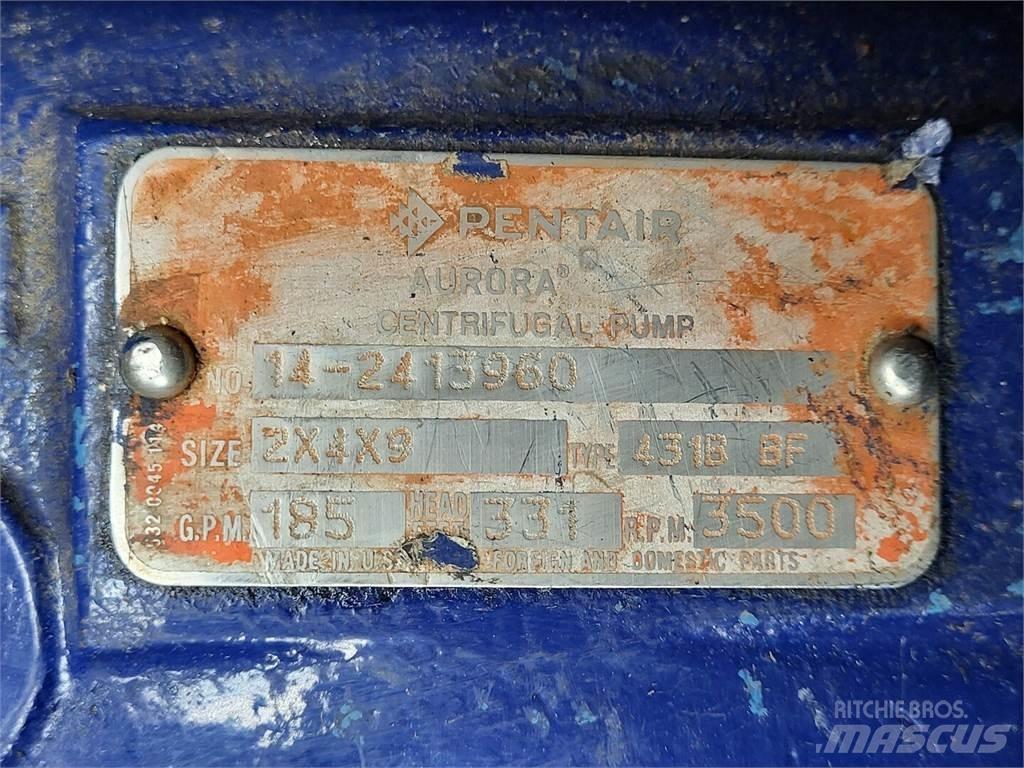 PENTAIR
AURORA®
CENTRIFUGAL PUMP
NO. 14-2413960
SIZE 2X4X9 TYPE 431B BF
G.P.M. 185 HEAD 331 R.P.M. 3500
MADE IN U.S. FOREIGN AND DOMESTIC PARTS
RITCHIE BROS.
MASCUS